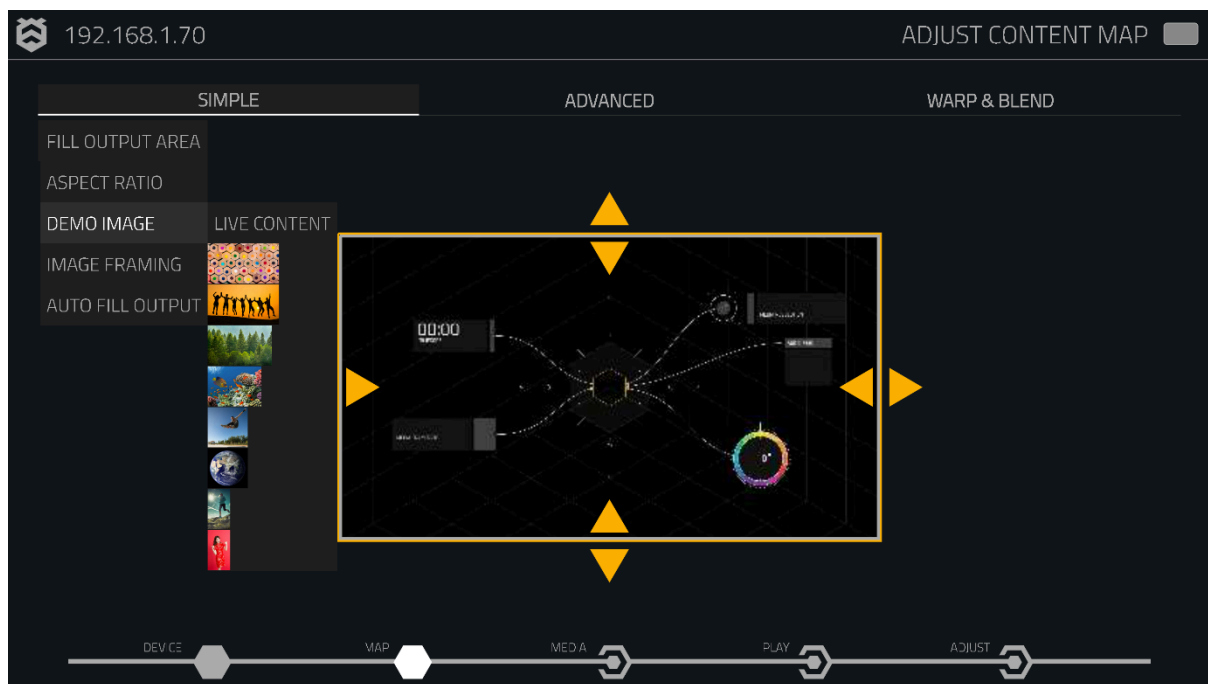 192.168.1.70
ADJUST CONTENT MAP
SIMPLE
ADVANCED
WARP & BLEND
FILL OUTPUT AREA
ASPECT RATIO
DEMO IMAGE
LIVE CONTENT
IMAGE FRAMING
AUTO FILL OUTPUT
00:00
0°
DEVICE
MAP
MEDIA
PLAY
ADJUST